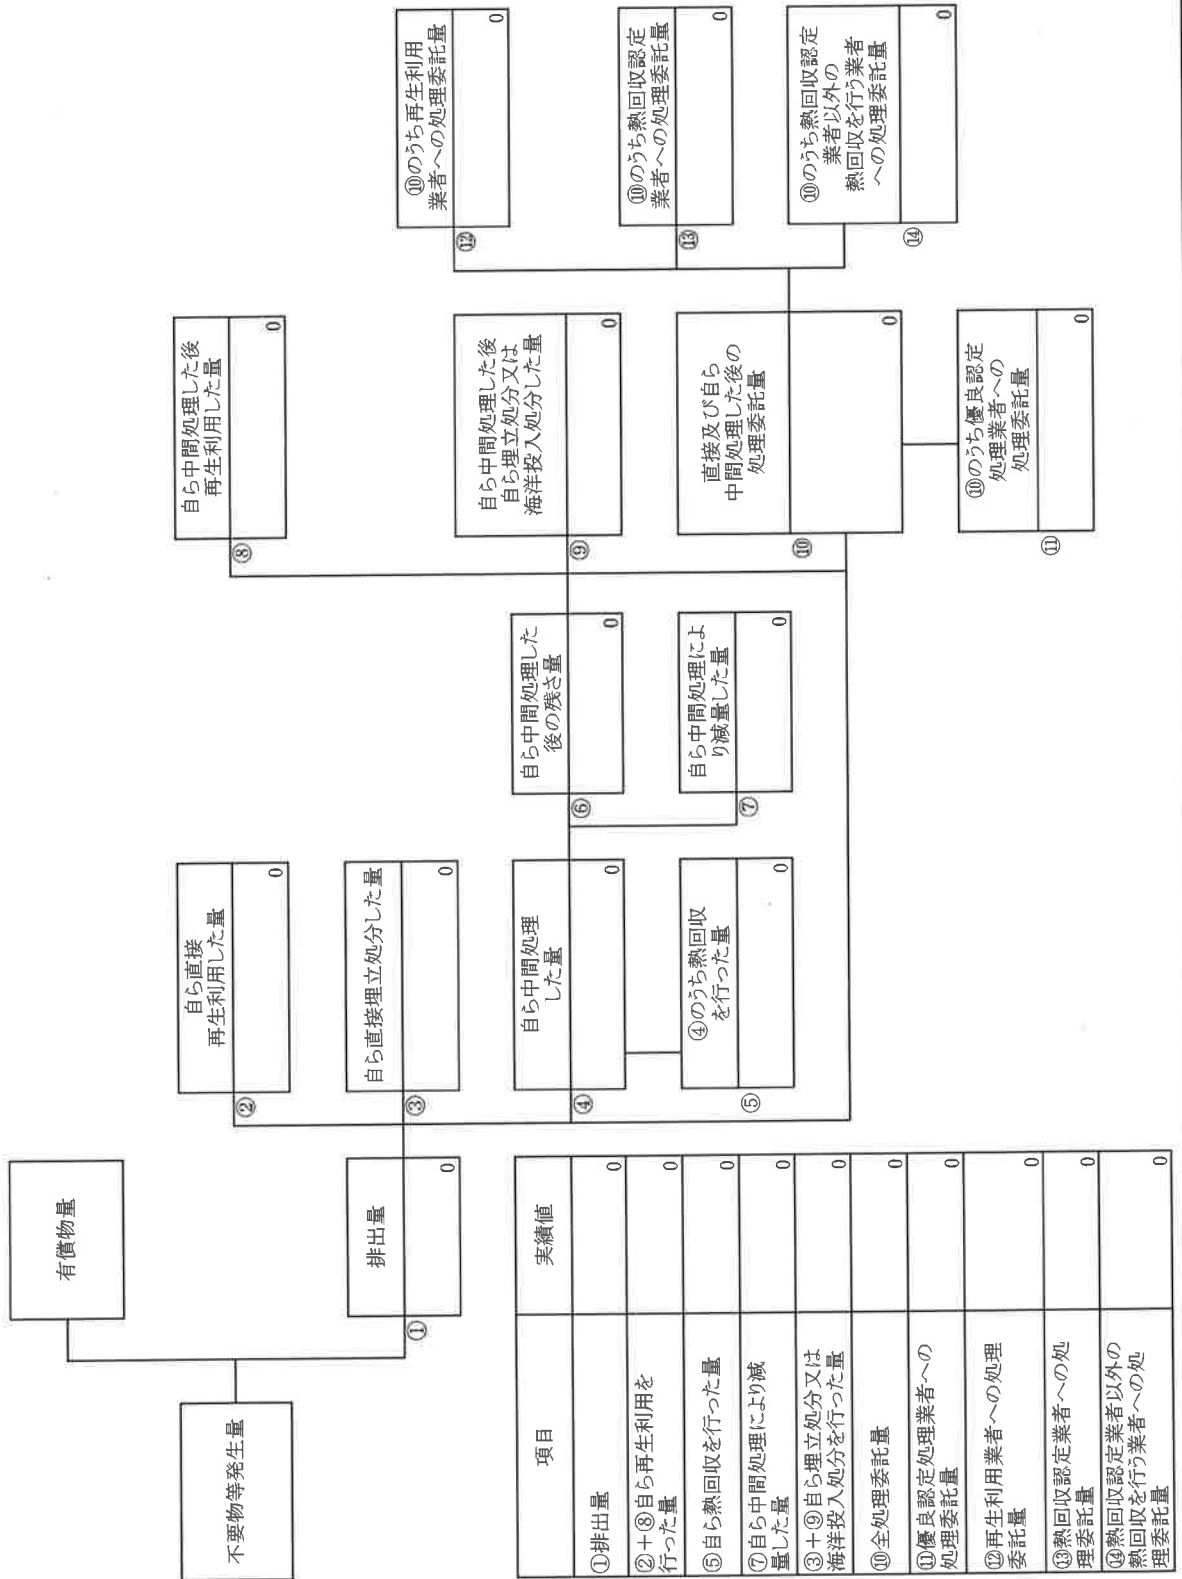 不要物等発生量
有償物量
①
排出量
0
②
自ら直接
再生利用した量
0
③
自ら直接埋立処分した量
0
④
自ら中間処理
した量
0
⑤
④のうち熱回収
を行った量
0
⑥
自ら中間処理した
後の残さ量
0
⑦
自ら中間処理によ
り減量した量
0
⑧
自ら中間処理した後
再生利用した量
0
⑨
自ら中間処理した後
自ら埋立処分又は
海洋投入処分した量
0
⑩
直接及び自ら
中間処理した後の
処理委託量
0
⑪
⑩のうち優良認定
処理業者への
処理委託量
0
⑫
⑩のうち再生利用
業者への処理委託量
0
⑬
⑩のうち熱回収認定
業者への処理委託量
0
⑭
⑩のうち熱回収認定
業者以外の
熱回収を行う業者
への処理委託量
0
項目
実績値
①排出量
0
②+⑧自ら再生利用を
行った量
0
⑤自ら熱回収を行った量
0
⑦自ら中間処理により減
量した量
0
③+⑨自ら埋立処分又は
海洋投入処分を行った量
0
⑩全処理委託量
0
⑪優良認定処理業者への
処理委託量
0
⑫再生利用業者への処理
委託量
0
⑬熱回収認定業者への処
理委託量
0
⑭熱回収認定業者以外の
熱回収を行う業者への処
理委託量
0